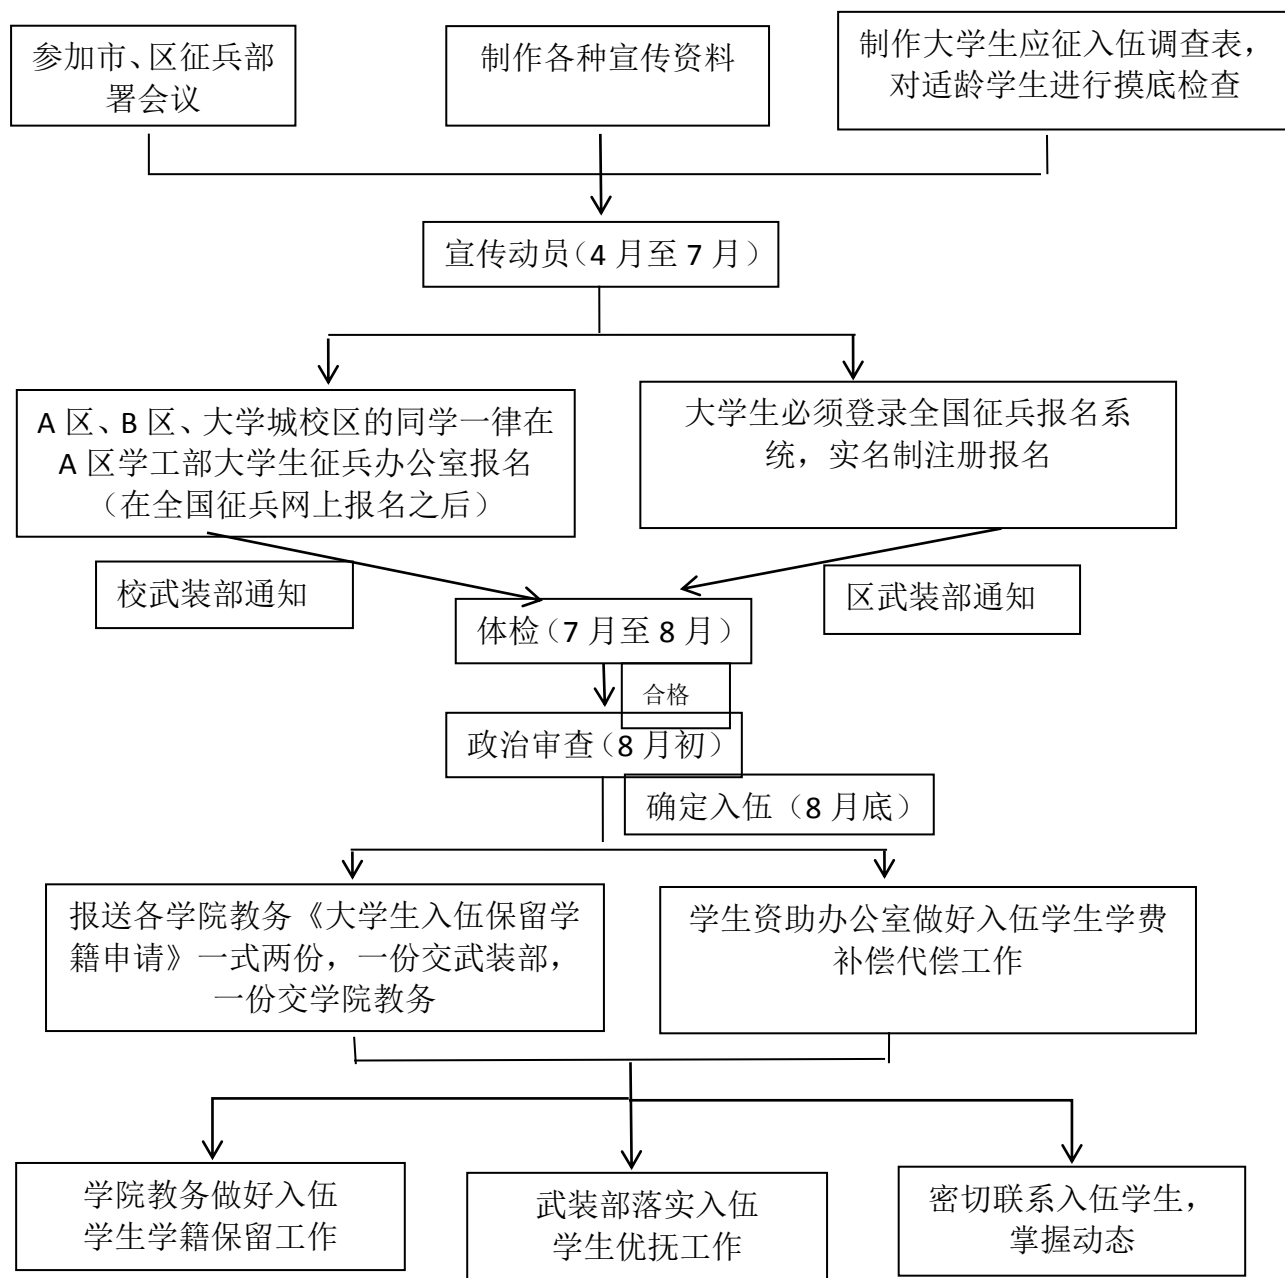 参加市、区征兵部
署会议
制作各种宣传资料
制作大学生应征入伍调查表，
对适龄学生进行摸底检查
宣传动员（4 月至 7 月）
A 区、B 区、大学城校区的同学一律在
A 区学工部大学生征兵办公室报名
（在全国征兵网上报名之后）
大学生必须登录全国征兵报名系
统，实名制注册报名
校武装部通知
区武装部通知
体检（7 月至 8 月）
合格
政治审查（8 月初）
确定入伍（8 月底）
报送各学院教务《大学生入伍保留学
籍申请》一式两份，一份交武装部，
一份交学院教务
学生资助办公室做好入伍学生学费
补偿代偿工作
学院教务做好入伍
学生学籍保留工作
武装部落实入伍
学生优抚工作
密切联系入伍学生，
掌握动态